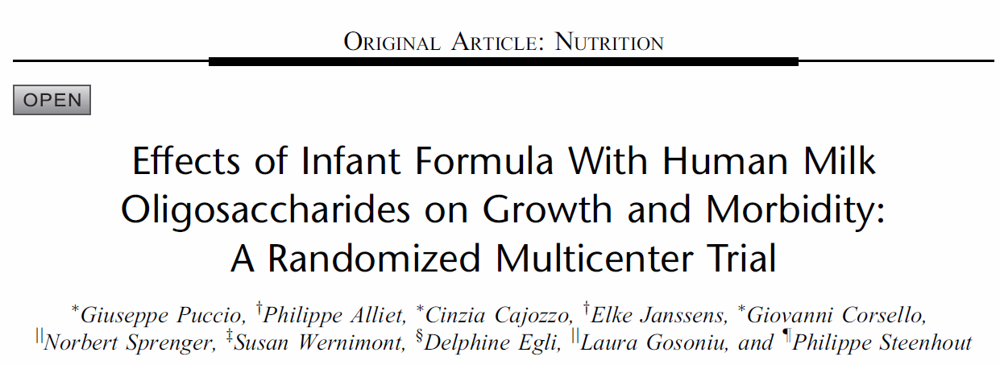 ORIGINAL ARTICLE: NUTRITION
OPEN
Effects of Infant Formula With Human Milk
Oligosaccharides on Growth and Morbidity:
A Randomized Multicenter Trial
*Giuseppe Puccio, †Philippe Alliet, *Cinzia Cajozzo, †Elke Janssens, *Giovanni Corsello,
||Norbert Sprenger, ‡Susan Wernimont, §Delphine Egli, ||Laura Gosoniu, and ¶Philippe Steenhout